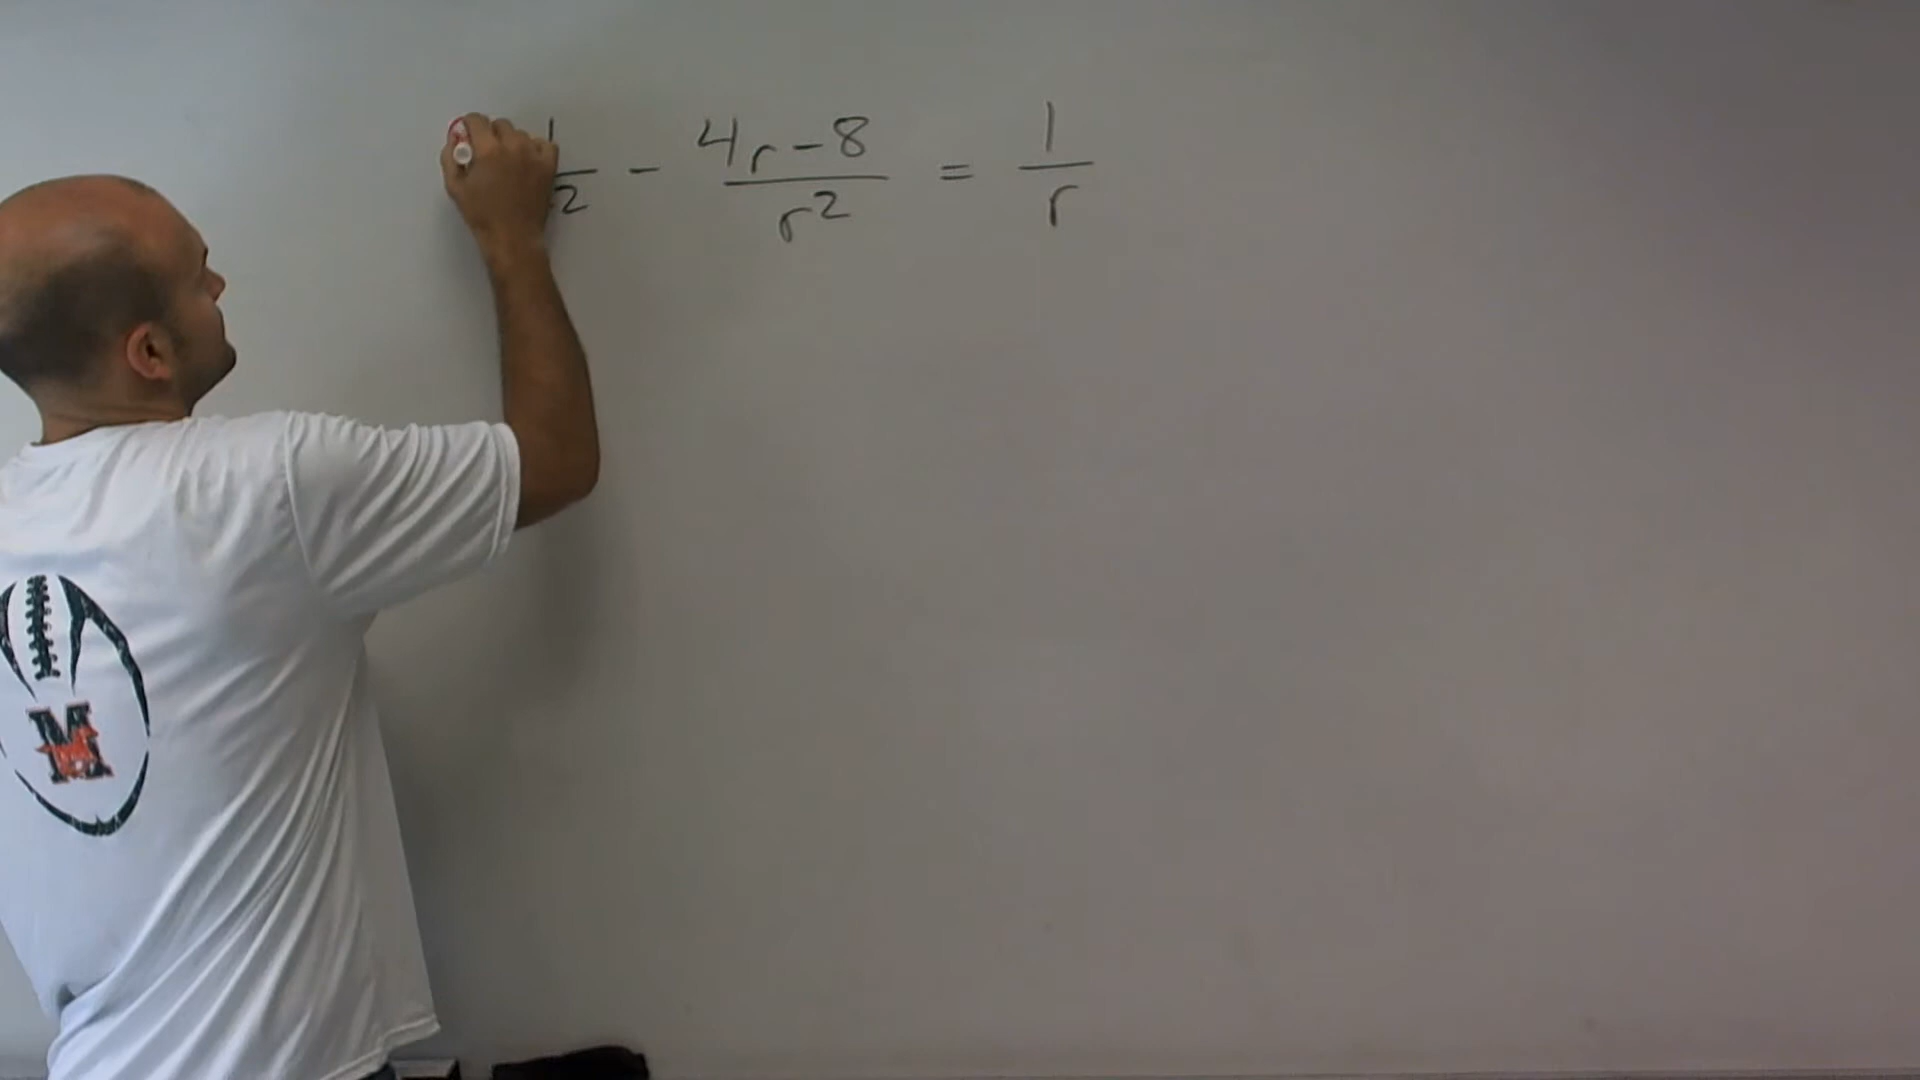 1/2 - 4r-8/r² = 1/r
M